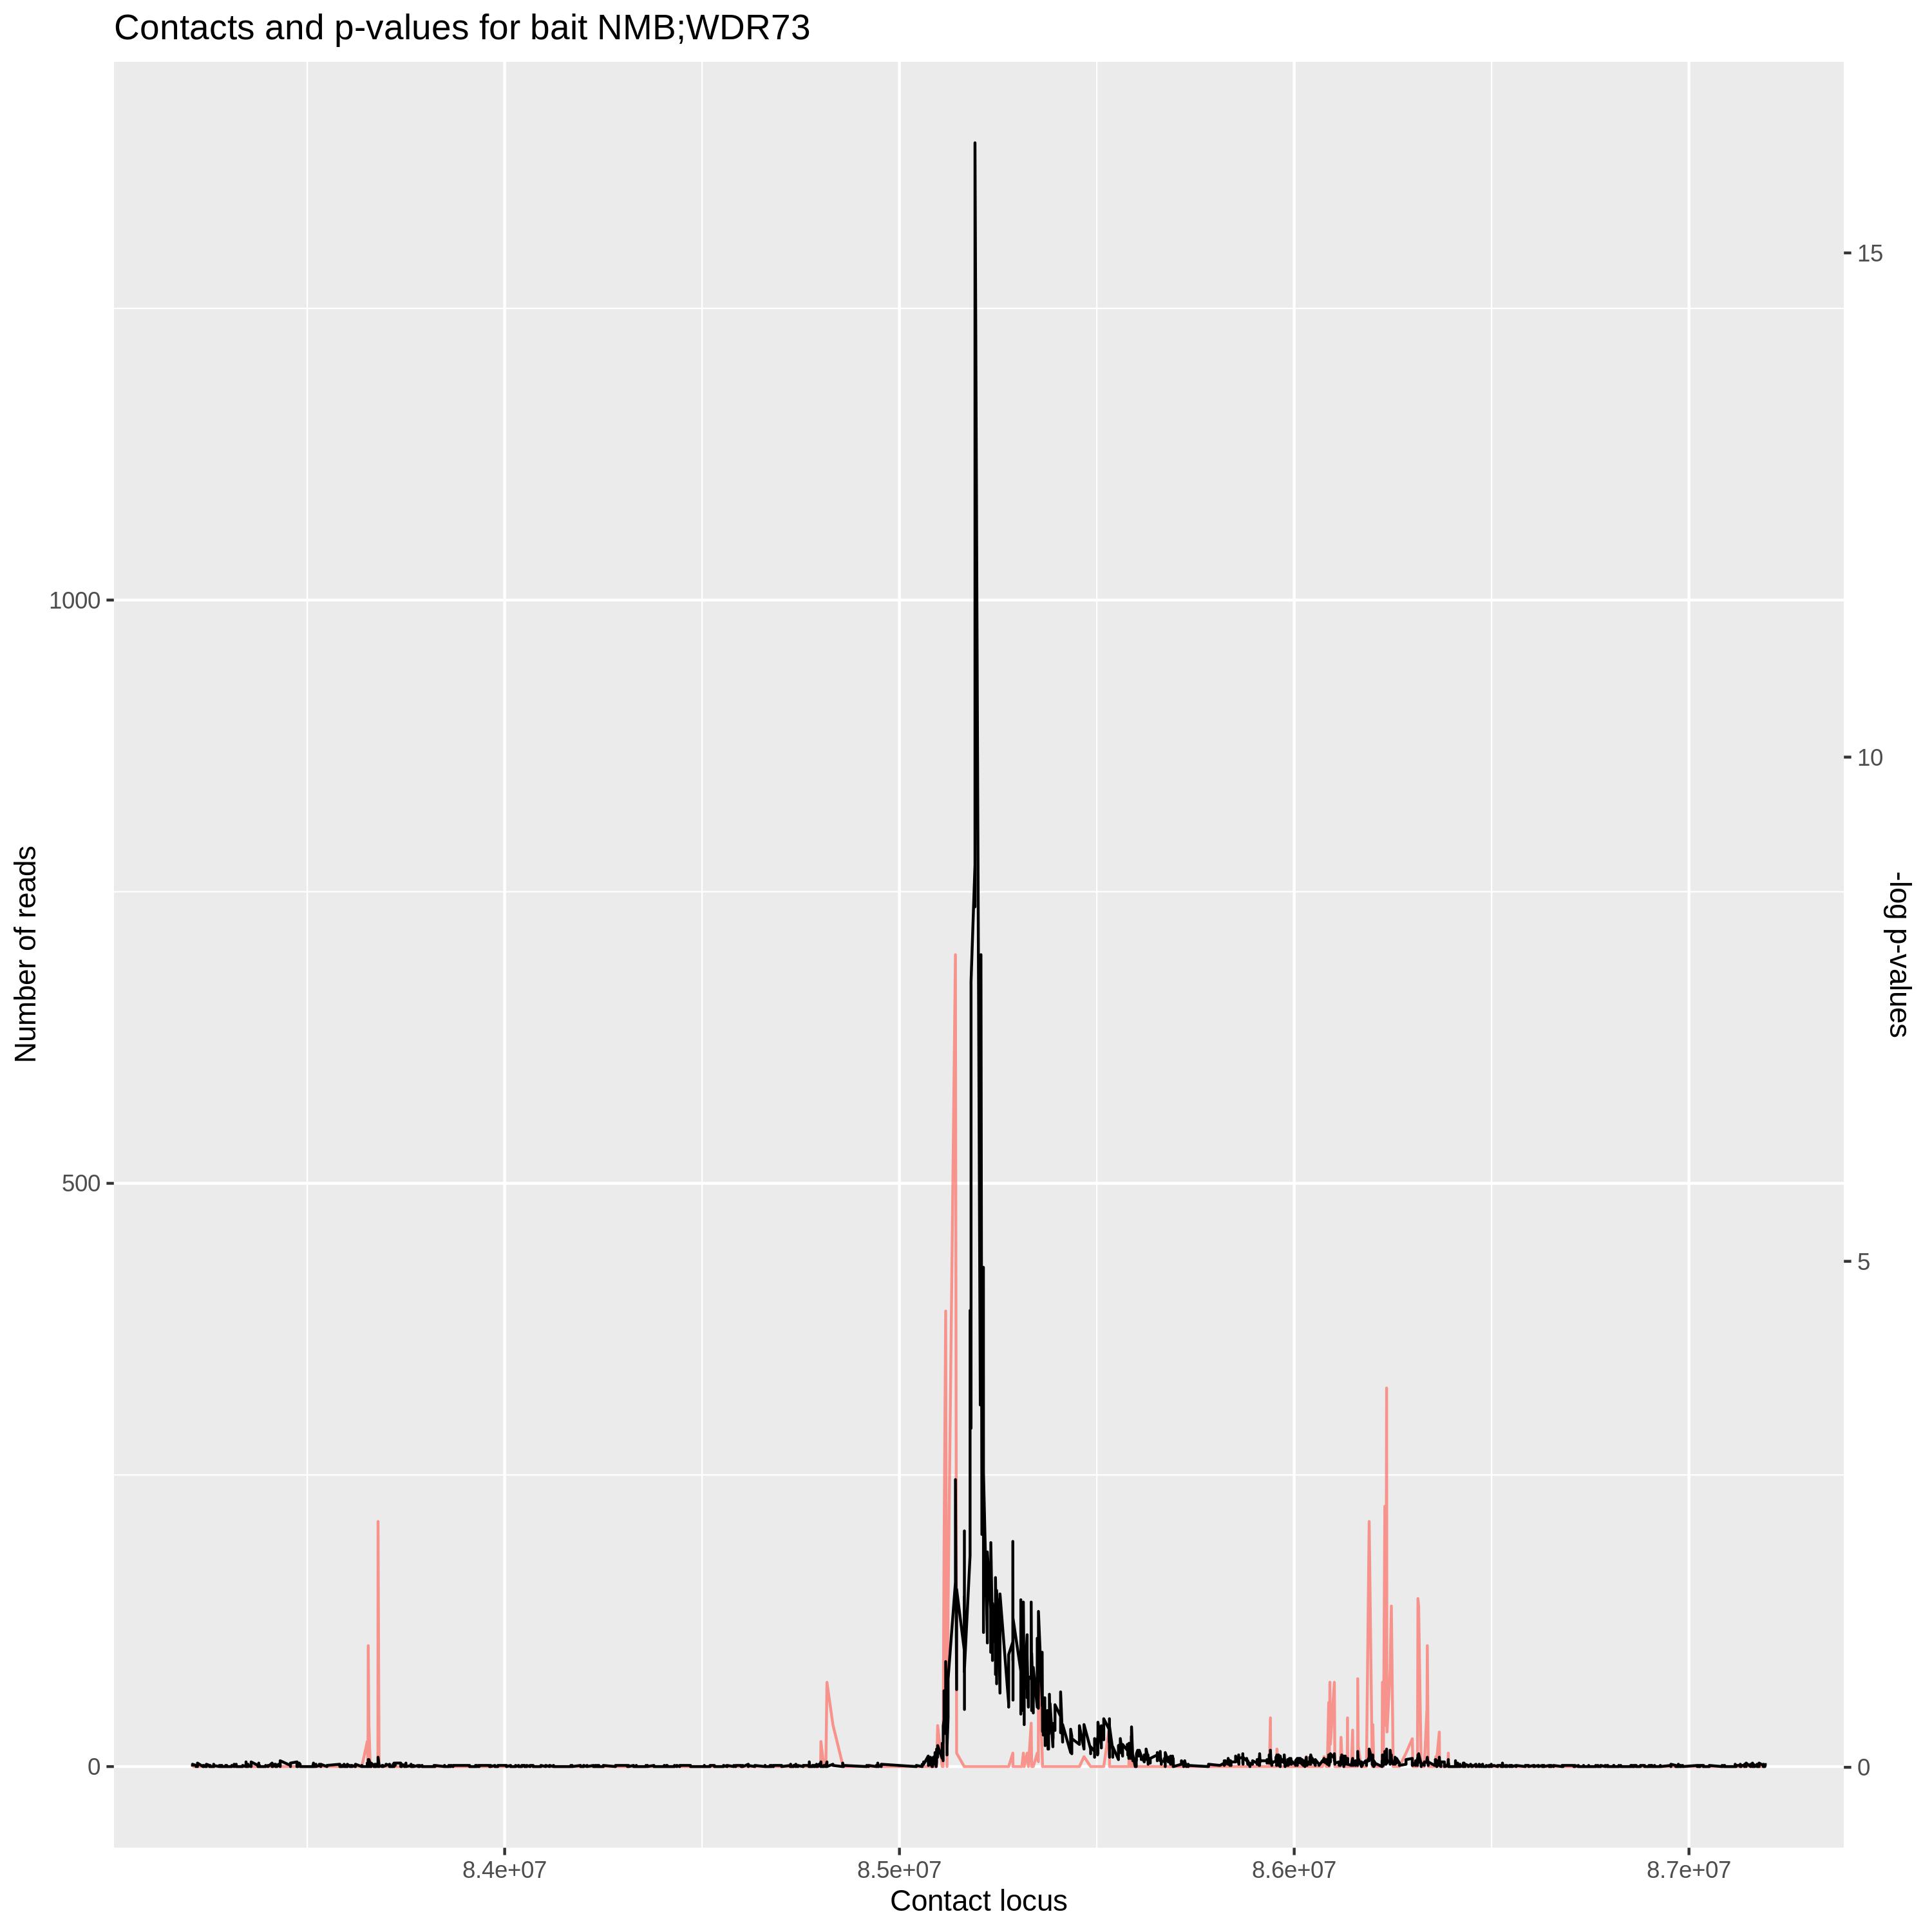 Contacts and p-values for bait NMB;WDR73
Number of reads
1000
500
0
15
10
5
0
-log p-values
8.4e+07
8.5e+07
8.6e+07
8.7e+07
Contact locus